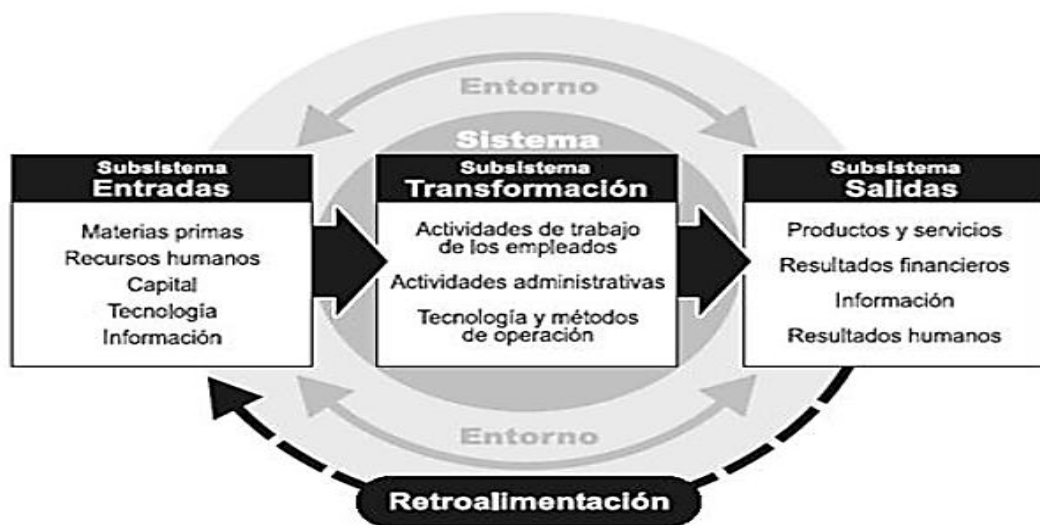 Entorno
Sistema
Subsistema
Entradas
Materias primas
Recursos humanos
Capital
Tecnología
Información
Subsistema
Transformación
Actividades de trabajo
de los empleados
Actividades administrativas
Tecnología y métodos
de operación
Subsistema
Salidas
Productos y servicios
Resultados financieros
Información
Resultados humanos
Entorno
Retroalimentación